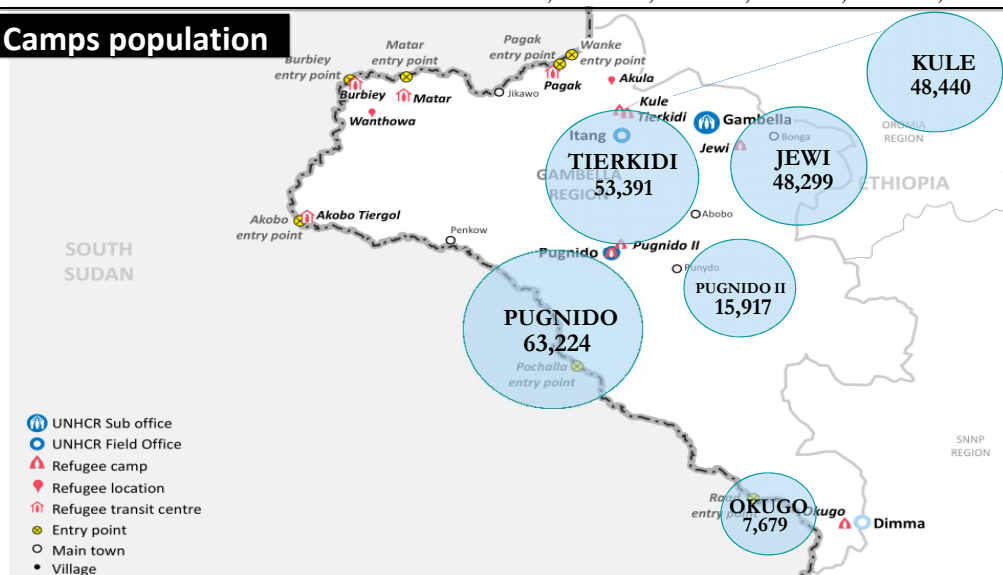 Camps population
Burbiey
entry point
Matar
entry point
Pagak
entry point
Wanke
entry point
Burbiey
Matar
Wanthowa
Jikawo
Pagak
Akula
Kule
Tierkidi
Gambella
Itang
Jewi
Bonga
KULE
48,440
OROMIA
REGION
TIERKIDI
53,391
GAMBELLA
REGION
JEWI
48,299
ETHIOPIA
Akobo
entry point
Akobo Tiergol
Penkow
Abobo
SOUTH
SUDAN
Pugnido
Pugnido II
Punydo
PUGNIDO II
15,917
PUGNIDO
63,224
Pochalla
entry point
UNHCR Sub office
UNHCR Field Office
Refugee camp
Refugee location
Refugee transit centre
Entry point
Main town
Village
SNNP
REGION
Raad
entry point
OKUGO
7,679
Okugo
Dimma